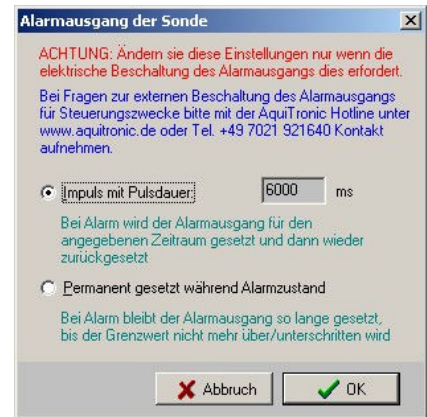 Alarmausgang der Sonde
ACHTUNG: Ändern sie diese Einstellungen nur wenn die
elektrische Beschaltung des Alarmausgangs dies erfordert.
Bei Fragen zur externen Beschaltung des Alarmausgangs
für Steuerungszwecke bitte mit der AquiTronic Hotline unter
www.aquitronic.de oder Tel. +49 7021 921640 Kontakt
aufnehmen.
Impuls mit Pulsdauer: 6000 ms
Bei Alarm wird der Alarmausgang für den
angegebenen Zeitraum gesetzt und dann wieder
zurückgesetzt
Permanent gesetzt während Alarmzustand
Bei Alarm bleibt der Alarmausgang so lange gesetzt,
bis der Grenzwert nicht mehr über/unterschritten wird
Abbruch OK